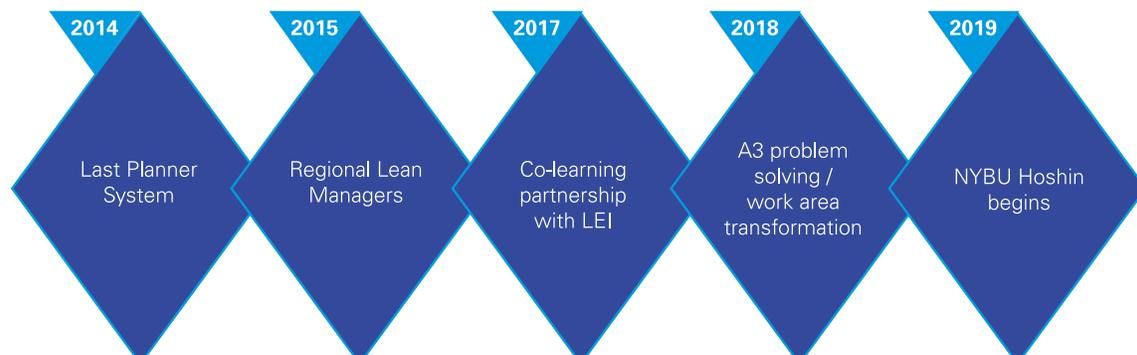 2014
Last Planner
System
2015
Regional Lean
Managers
2017
Co-learning
partnership
with LEI
2018
A3 problem
solving /
work area
transformation
2019
NYBU Hoshin
begins